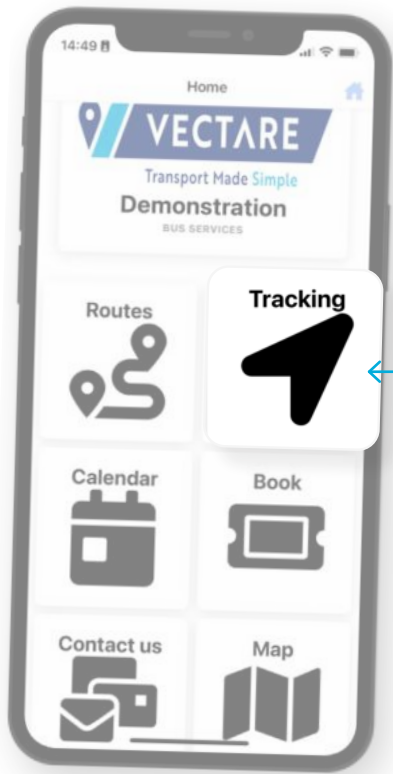 14:49
Home
VECTARE
Transport Made Simple
Demonstration
BUS SERVICES
Routes
Tracking
Calendar
Book
Contact us
Map